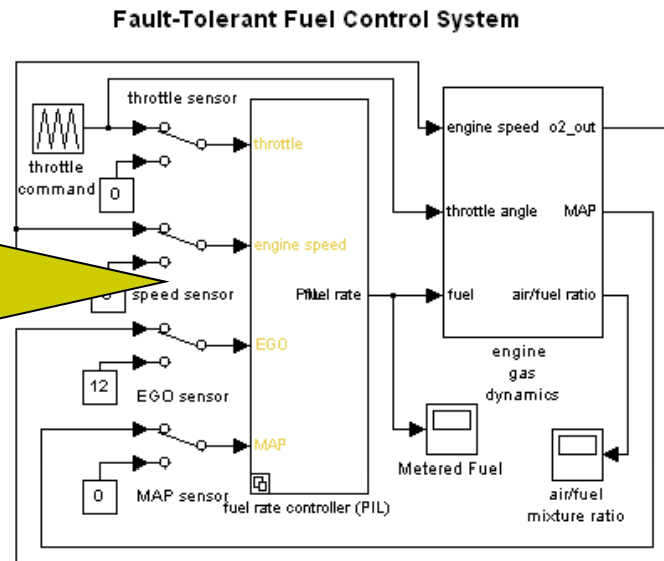 Fault-Tolerant Fuel Control System
throttle sensor
throttle
command
0
throttle
engine speed
speed sensor
EGO
12
EGO sensor
MAP
0
MAP sensor
fuel rate
fuel rate controller (PIL)
engine speed
o2_out
throttle angle
MAP
fuel
air/fuel ratio
engine
gas
dynamics
Metered Fuel
air/fuel
mixture ratio